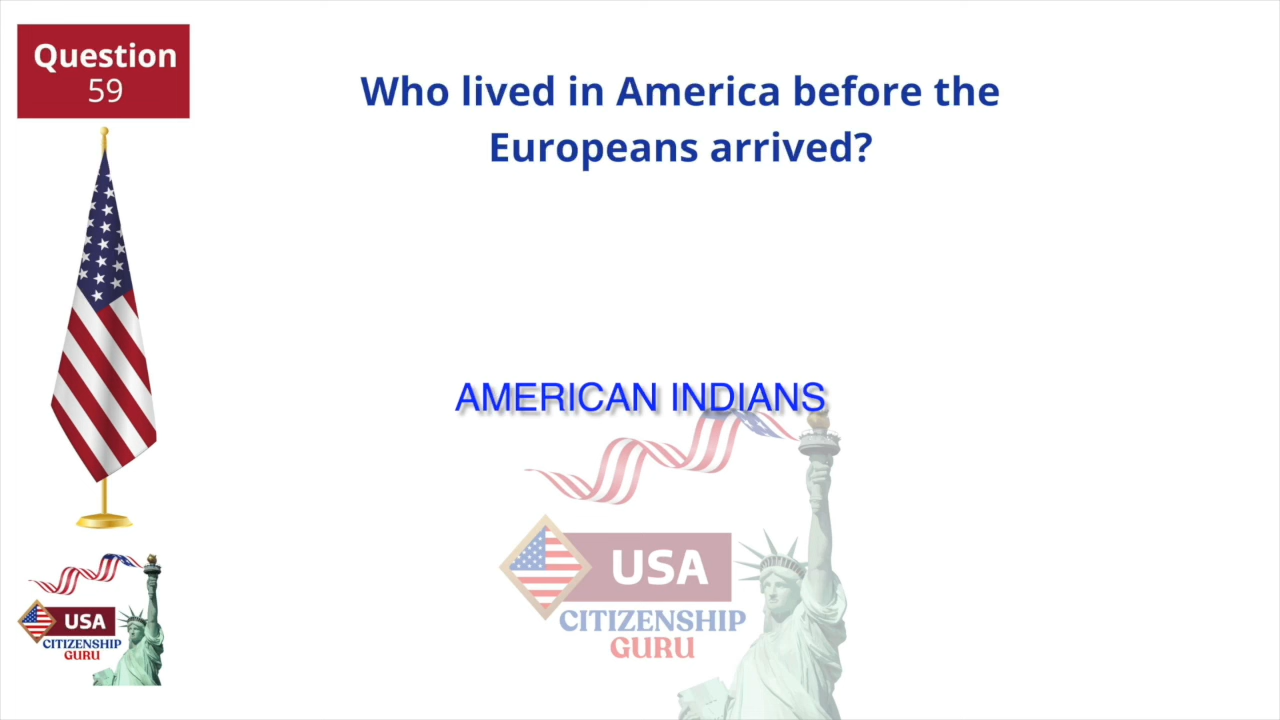 Question
59
Who lived in America before the
Europeans arrived?
AMERICAN INDIANS
USA
CITIZENSHIP
GURU
USA
CITIZENSHIP
GURU